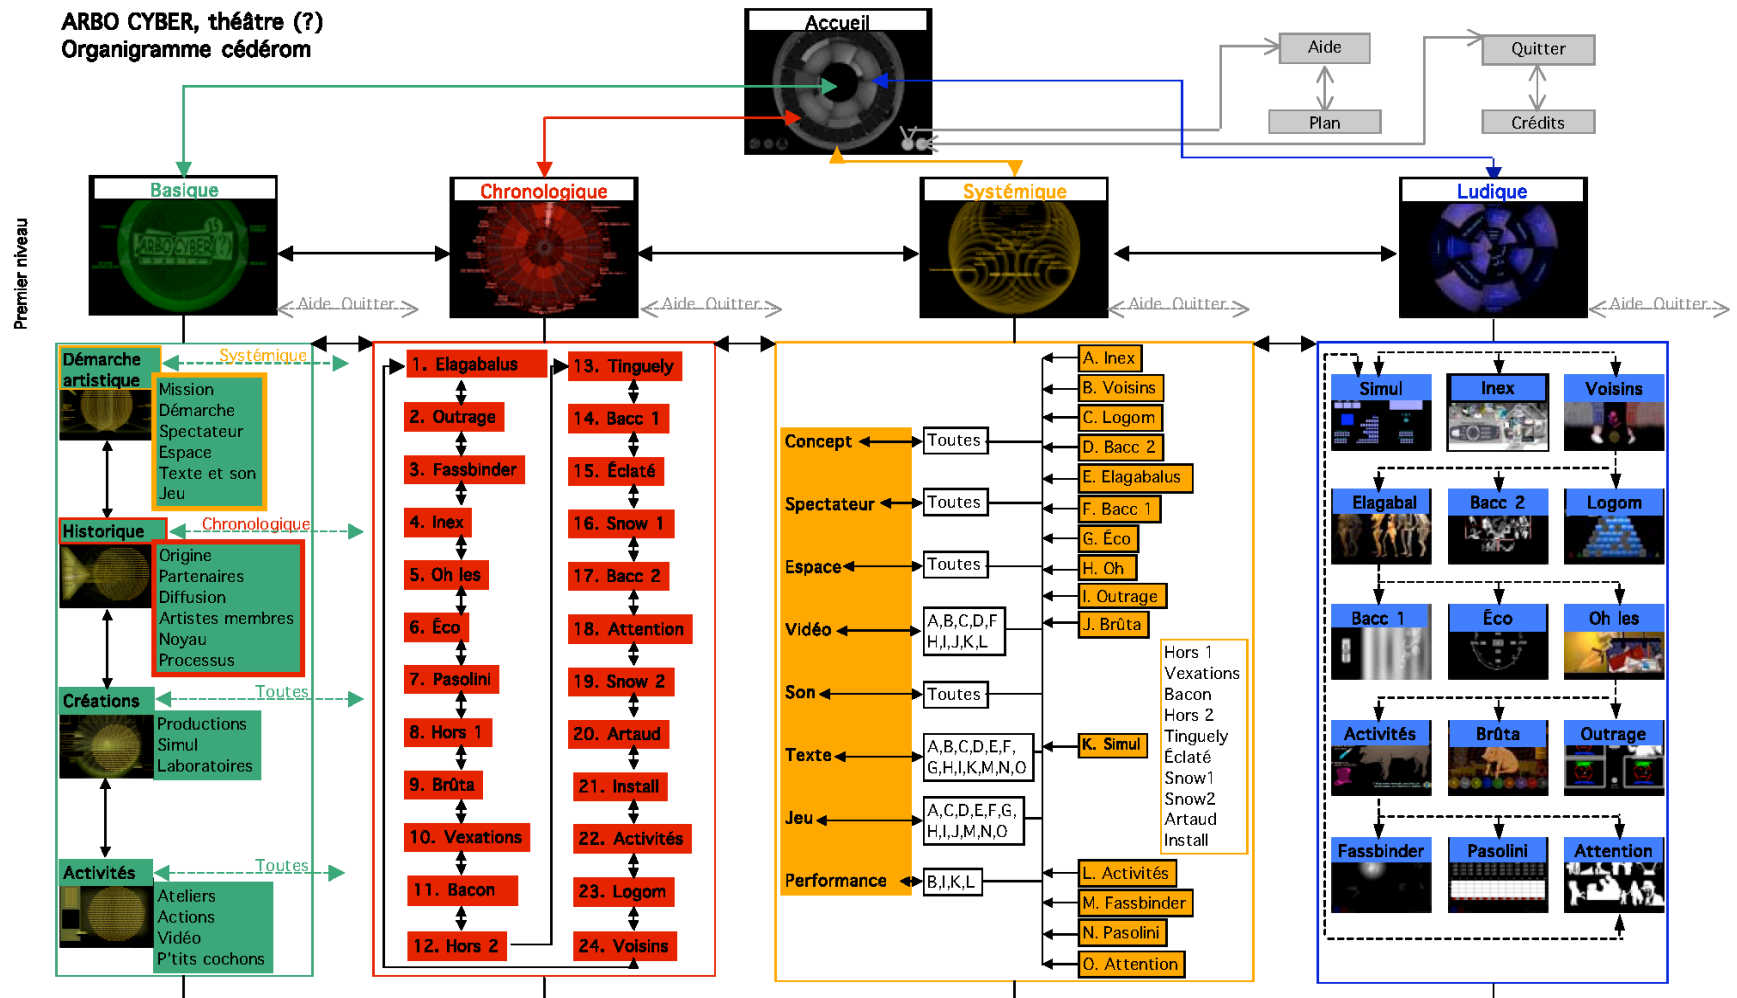 ARBO CYBER, théâtre (?)
Organigramme cédérom
Accueil
Aide
Quitter
Plan
Crédits
Premier niveau
Basique
Chronologique
Systémique
Ludique
ARBO CYBER (?)
Aide Quitter
Aide Quitter
Aide Quitter
Aide Quitter
Démarche
artistique
Systémique
Mission
Démarche
Spectateur
Espace
Texte et son
Jeu
Historique
Chronologique
Origine
Partenaires
Diffusion
Artistes membres
Noyau
Processus
Créations
Toutes
Productions
Simul
Laboratoires
Activités
Toutes
Ateliers
Actions
Vidéo
P'tits cochons
1. Elagabalus
2. Outrage
3. Fassbinder
4. Inex
5. Oh les
6. Éco
7. Pasolini
8. Hors 1
9. Brûta
10. Vexations
11. Bacon
12. Hors 2
13. Tinguely
14. Bacc 1
15. Éclaté
16. Snow 1
17. Bacc 2
18. Attention
19. Snow 2
20. Artaud
21. Install
22. Activités
23. Logom
24. Voisins
Concept
Toutes
Spectateur
Toutes
Espace
Toutes
Vidéo
A,B,C,D,F
H,I,J,K,L
Son
Toutes
Texte
A,B,C,D,E,F,
G,H,I,K,M,N,O
Jeu
A,C,D,E,F,G,
H,I,J,M,N,O
Performance
B,I,K,L
A. Inex
B. Voisins
C. Logom
D. Bacc 2
E. Elagabalus
F. Bacc 1
G. Éco
H. Oh
I. Outrage
J. Brûta
K. Simul
L. Activités
M. Fassbinder
N. Pasolini
O. Attention
Hors 1
Vexations
Bacon
Hors 2
Tinguely
Éclaté
Snow1
Snow2
Artaud
Install
Simul
Inex
Voisins
Elagabal
Bacc 2
Logom
Bacc 1
Éco
Oh les
Activités
Brûta
Outrage
Fassbinder
Pasolini
Attention